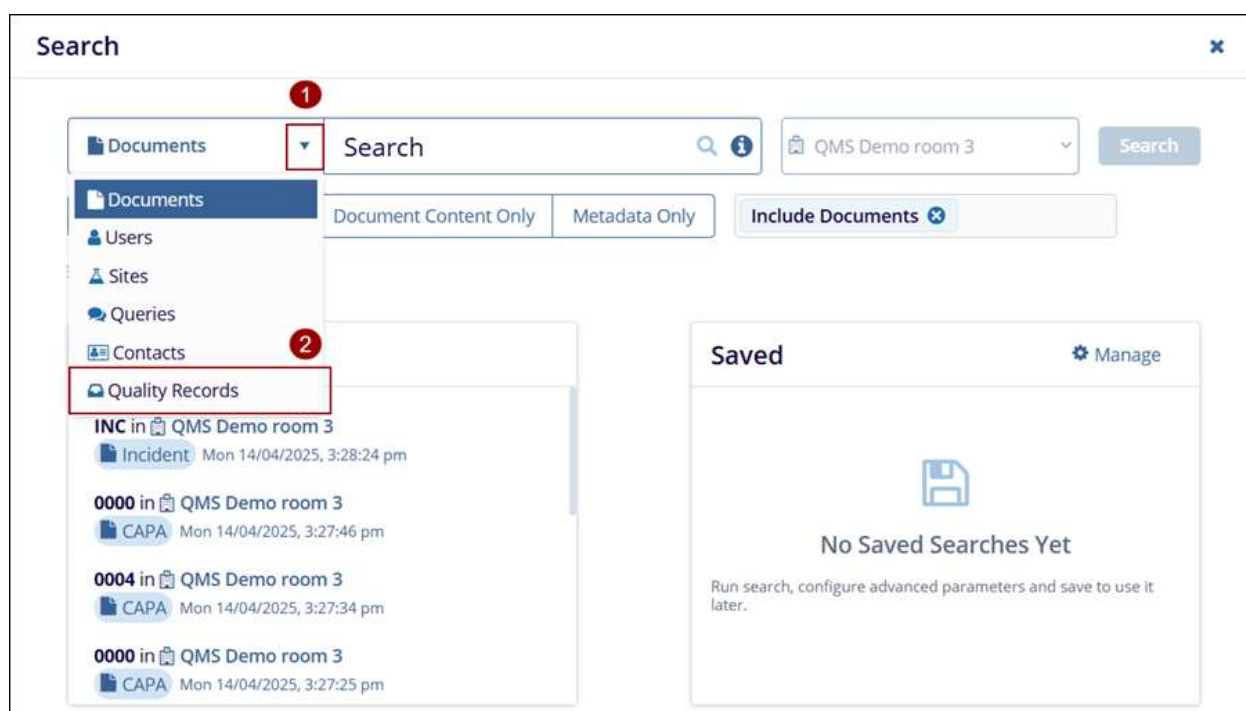 Search
1
Documents
Search
QMS Demo room 3
Search
Documents
Document Content Only
Metadata Only
Include Documents
Users
Sites
Queries
Contacts
2
Quality Records
Saved
Manage
INC in QMS Demo room 3
Incident Mon 14/04/2025, 3:28:24 pm
0000 in QMS Demo room 3
CAPA Mon 14/04/2025, 3:27:46 pm
0004 in QMS Demo room 3
CAPA Mon 14/04/2025, 3:27:34 pm
0000 in QMS Demo room 3
CAPA Mon 14/04/2025, 3:27:25 pm
No Saved Searches Yet
Run search, configure advanced parameters and save to use it
later.